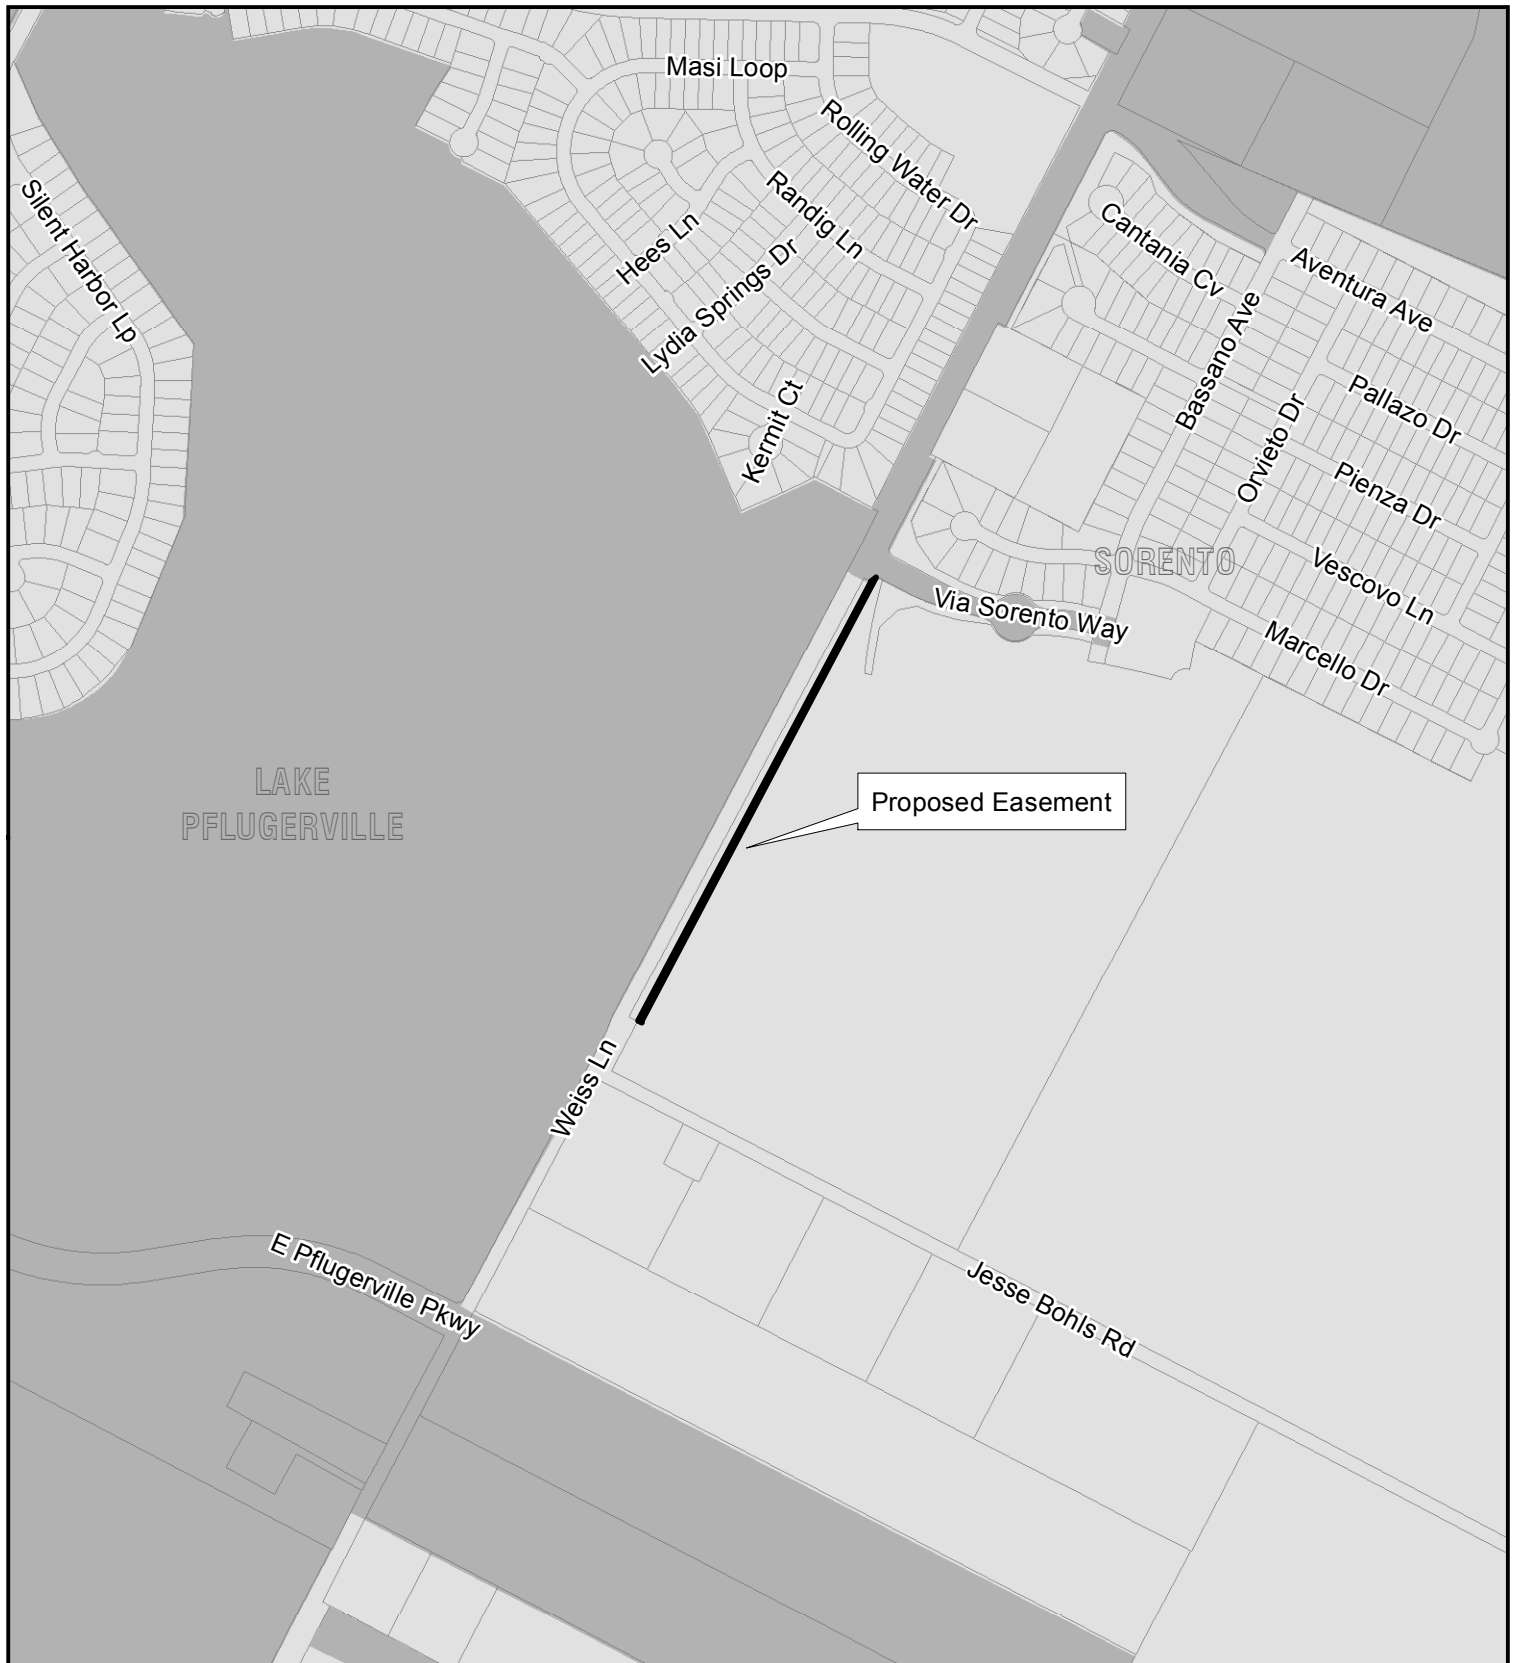 Masi Loop
Rolling Water Dr
Silent Harbor Lp
Randig Ln
Hees Ln
Lydia Springs Dr
Kermit Ct
Cantania Cv
Aventura Ave
Bassano Ave
Pallazo Dr
Orvieto Dr
Pienza Dr
SORENTO
Vescovo Ln
Via Sorento Way
Marcello Dr
LAKE
PFLUGERVILLE
Proposed Easement
Weiss Ln
E Pflugerville Pkwy
Jesse Bohls Rd